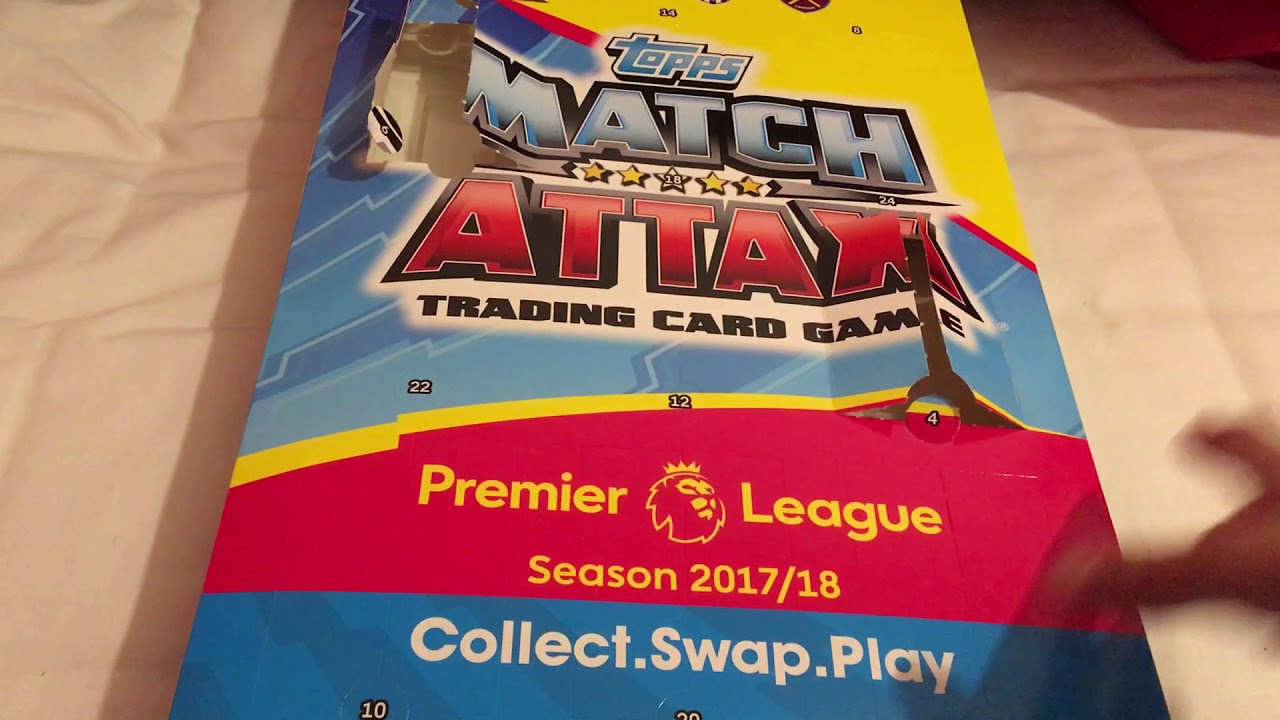 14
8
topps
MATCH
18
24
ATTAX
TRADING CARD GAME
®
22
12
4
Premier League
Season 2017/18
Collect.Swap.Play
10
20